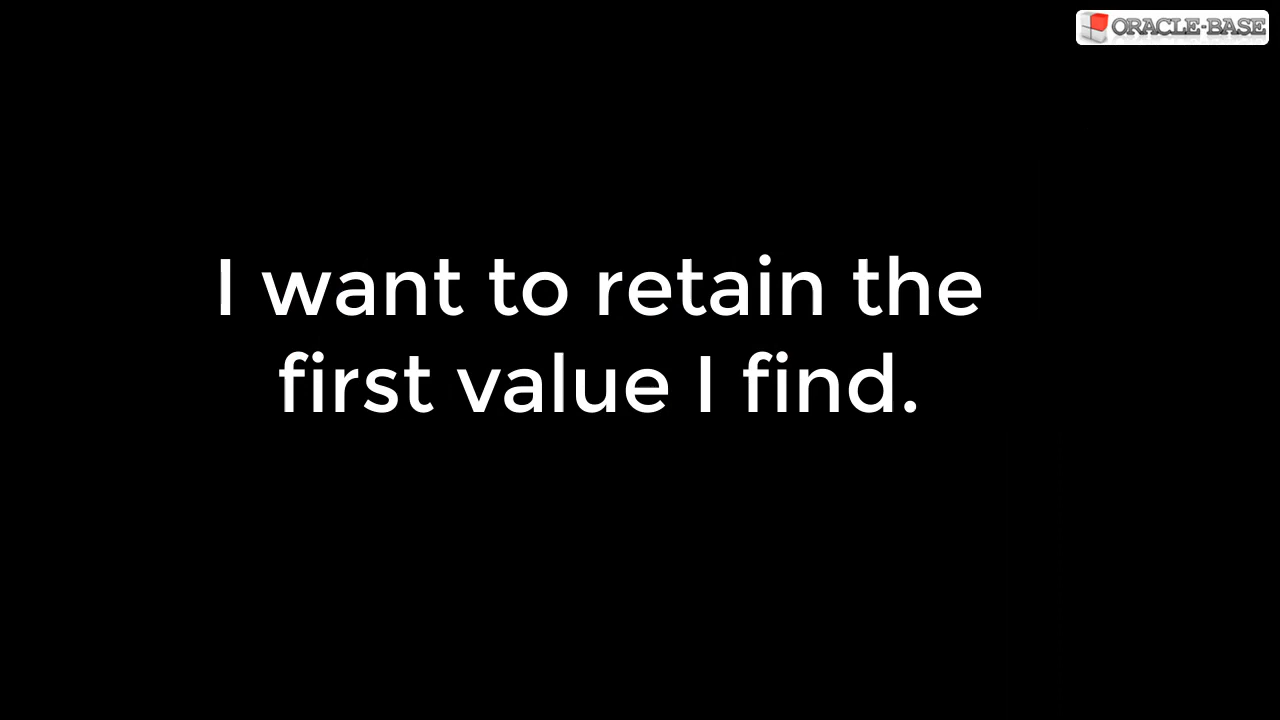 ORACLE-BASE
I want to retain the
first value I find.